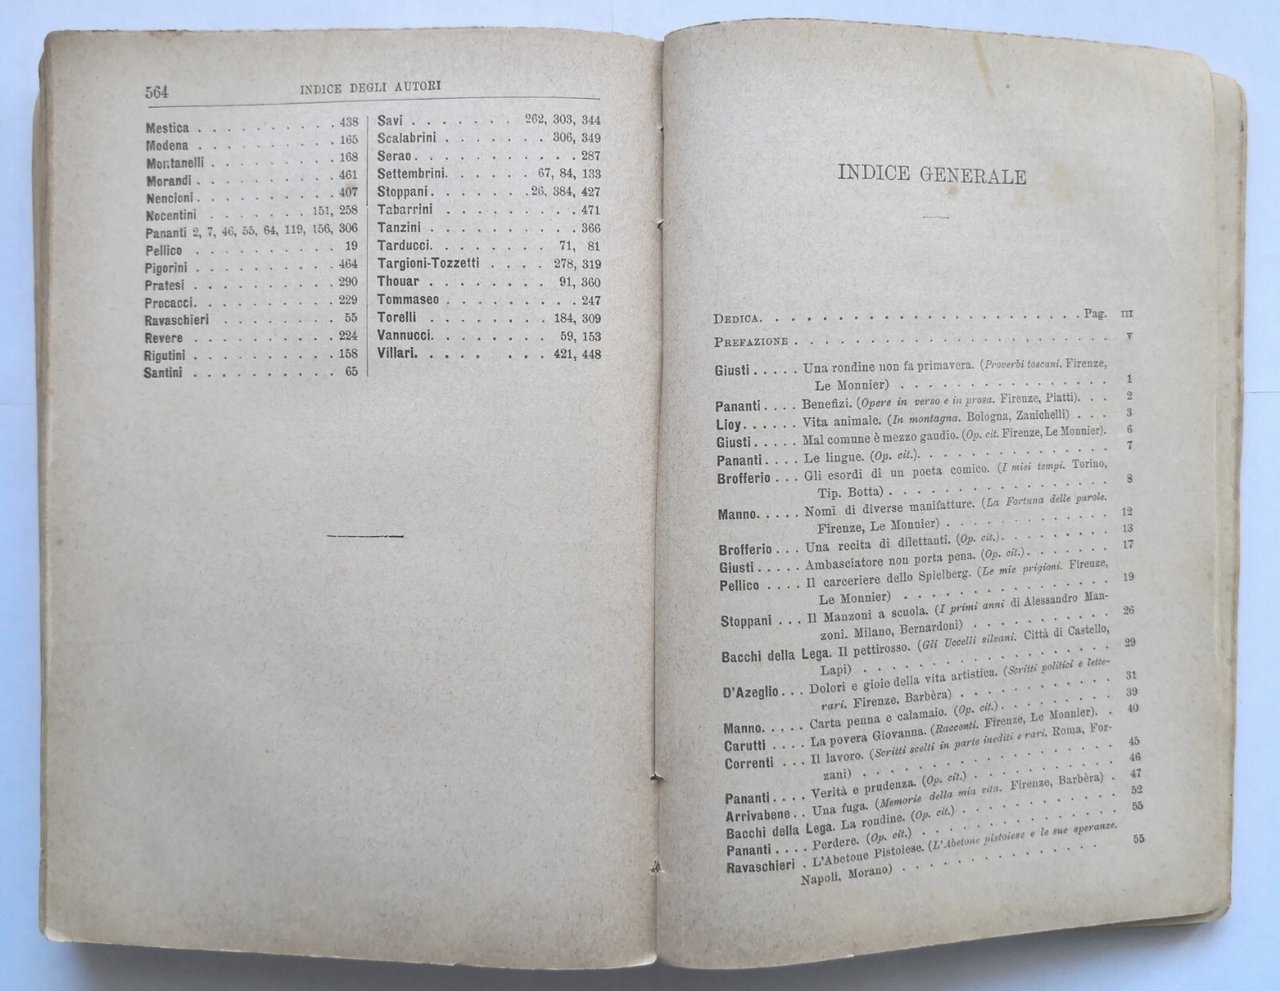 564 INDICE DEGLI AUTORI
Mestica . . . . . . . . . . 438
Modena . . . . . . . . . . 165
Montanelli . . . . . . . . . 168
Morandi . . . . . . . . . . 461
Nencioni . . . . . . . . . . 407
Nocentini . . . . . . . 151, 258
Pananti 2, 7, 46, 55, 64, 119, 156, 306
Pellico . . . . . . . . . . 19
Pigorini . . . . . . . . . . 464
Pratesi . . . . . . . . . . 290
Procacci. . . . . . . . . . 229
Ravaschieri . . . . . . . . 55
Revere . . . . . . . . . . 224
Rigutini . . . . . . . . . . 158
Santini . . . . . . . . . . 65
Savi . . . . . . . 262, 303, 344
Scalabrini . . . . . . . 306, 349
Serao. . . . . . . . . . . 287
Settembrini. . . . . . 67, 84, 133
Stoppani. . . . . . . 26, 384, 427
Tabarrini . . . . . . . . . 471
Tanzini . . . . . . . . . . 366
Tarducci. . . . . . . . 71, 81
Targioni-Tozzetti . . . . 278, 319
Thouar . . . . . . . . 91, 360
Tommaseo . . . . . . . . . 247
Torelli . . . . . . . . 184, 309
Vannucci. . . . . . . . 59, 153
Villari. . . . . . . . 421, 448
INDICE GENERALE
DEDICA. . . . . . . . . . . . . . . . . . . . . . Pag. III
PREFAZIONE . . . . . . . . . . . . . . . . . . . . . . V
Giusti . . . . . Una rondine non fa primavera. (Proverbi toscani. Firenze,
Le Monnier) . . . . . . . . . . . . . . . 1
Pananti . . . . Benefizi. (Opere in verso e in prosa. Firenze, Piatti). . . 2
Lioy. . . . . . Vita animale. (In montagna. Bologna, Zanichelli) . . . 3
Giusti . . . . . Mal comune è mezzo gaudio. (Op. cit. Firenze, Le Monnier). 6
Pananti . . . . Le lingue. (Op. cit.). . . . . . . . . . . . . . 7
Brofferio . . . Gli esordi di un poeta comico. (I miei tempi. Torino,
Tip. Botta) . . . . . . . . . . . . . . . 8
Manno. . . . . Nomi di diverse manifatture. (La Fortuna delle parole.
Firenze, Le Monnier) . . . . . . . . . . . . 12
Brofferio . . . Una recita di dilettanti. (Op. cit.). . . . . . . . 13
Giusti . . . . . Ambasciatore non porta pena. (Op. cit.). . . . . . . 17
Pellico . . . . Il carceriere dello Spielberg. (Le mie prigioni. Firenze,
Le Monnier) . . . . . . . . . . . . . . . 19
Stoppani . . . Il Manzoni a scuola. (I primi anni di Alessandro Man-
zoni. Milano, Bernardoni) . . . . . . . . . . 26
Bacchi della Lega. Il pettirosso. (Gli Uccelli silvani. Città di Castello,
Lapi) . . . . . . . . . . . . . . . . . 29
D'Azeglio . . . Dolori e gioie della vita artistica. (Scritti politici e lette-
rari. Firenze, Barbèra) . . . . . . . . . . . 31
Manno. . . . . Carta penna e calamaio. (Op. cit.). . . . . . . . 39
Carutti . . . . La povera Giovanna. (Racconti. Firenze, Le Monnier). . 40
Correnti . . . Il lavoro. (Scritti scelti in parte inediti e rari. Roma, For-
zani) . . . . . . . . . . . . . . . . . 45
Pananti . . . . Verità e prudenza. (Op. cit.) . . . . . . . . . . 46
Arrivabene . . Una fuga. (Memorie della mia vita. Firenze, Barbèra) . 47
Bacchi della Lega. La rondine. (Op. cit.) . . . . . . . . . . . 52
Pananti . . . . Perdere. (Op. cit.) . . . . . . . . . . . . . 55
Ravaschieri . L'Abetone Pistoiese. (L'Abetone pistoiese e le sue speranze.
Napoli, Morano) . . . . . . . . . . . . . 55